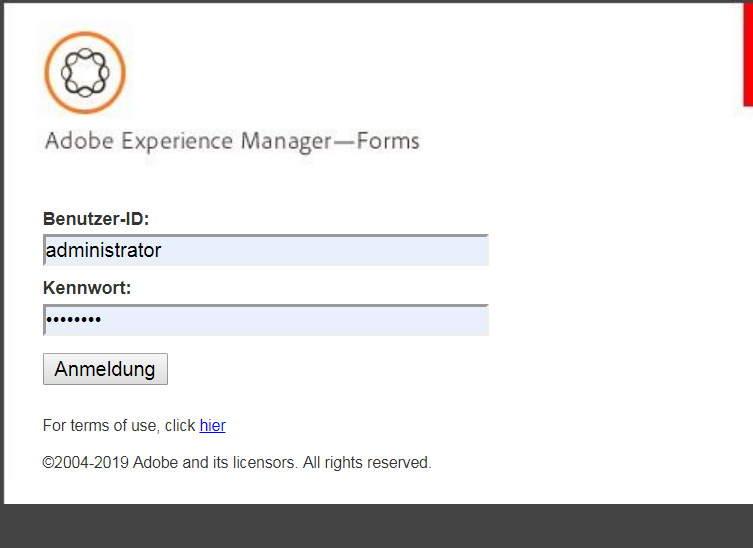 Adobe Experience Manager—Forms
Benutzer-ID:
administrator
Kennwort:
••••••••
Anmeldung
For terms of use, click hier
©2004-2019 Adobe and its licensors. All rights reserved.